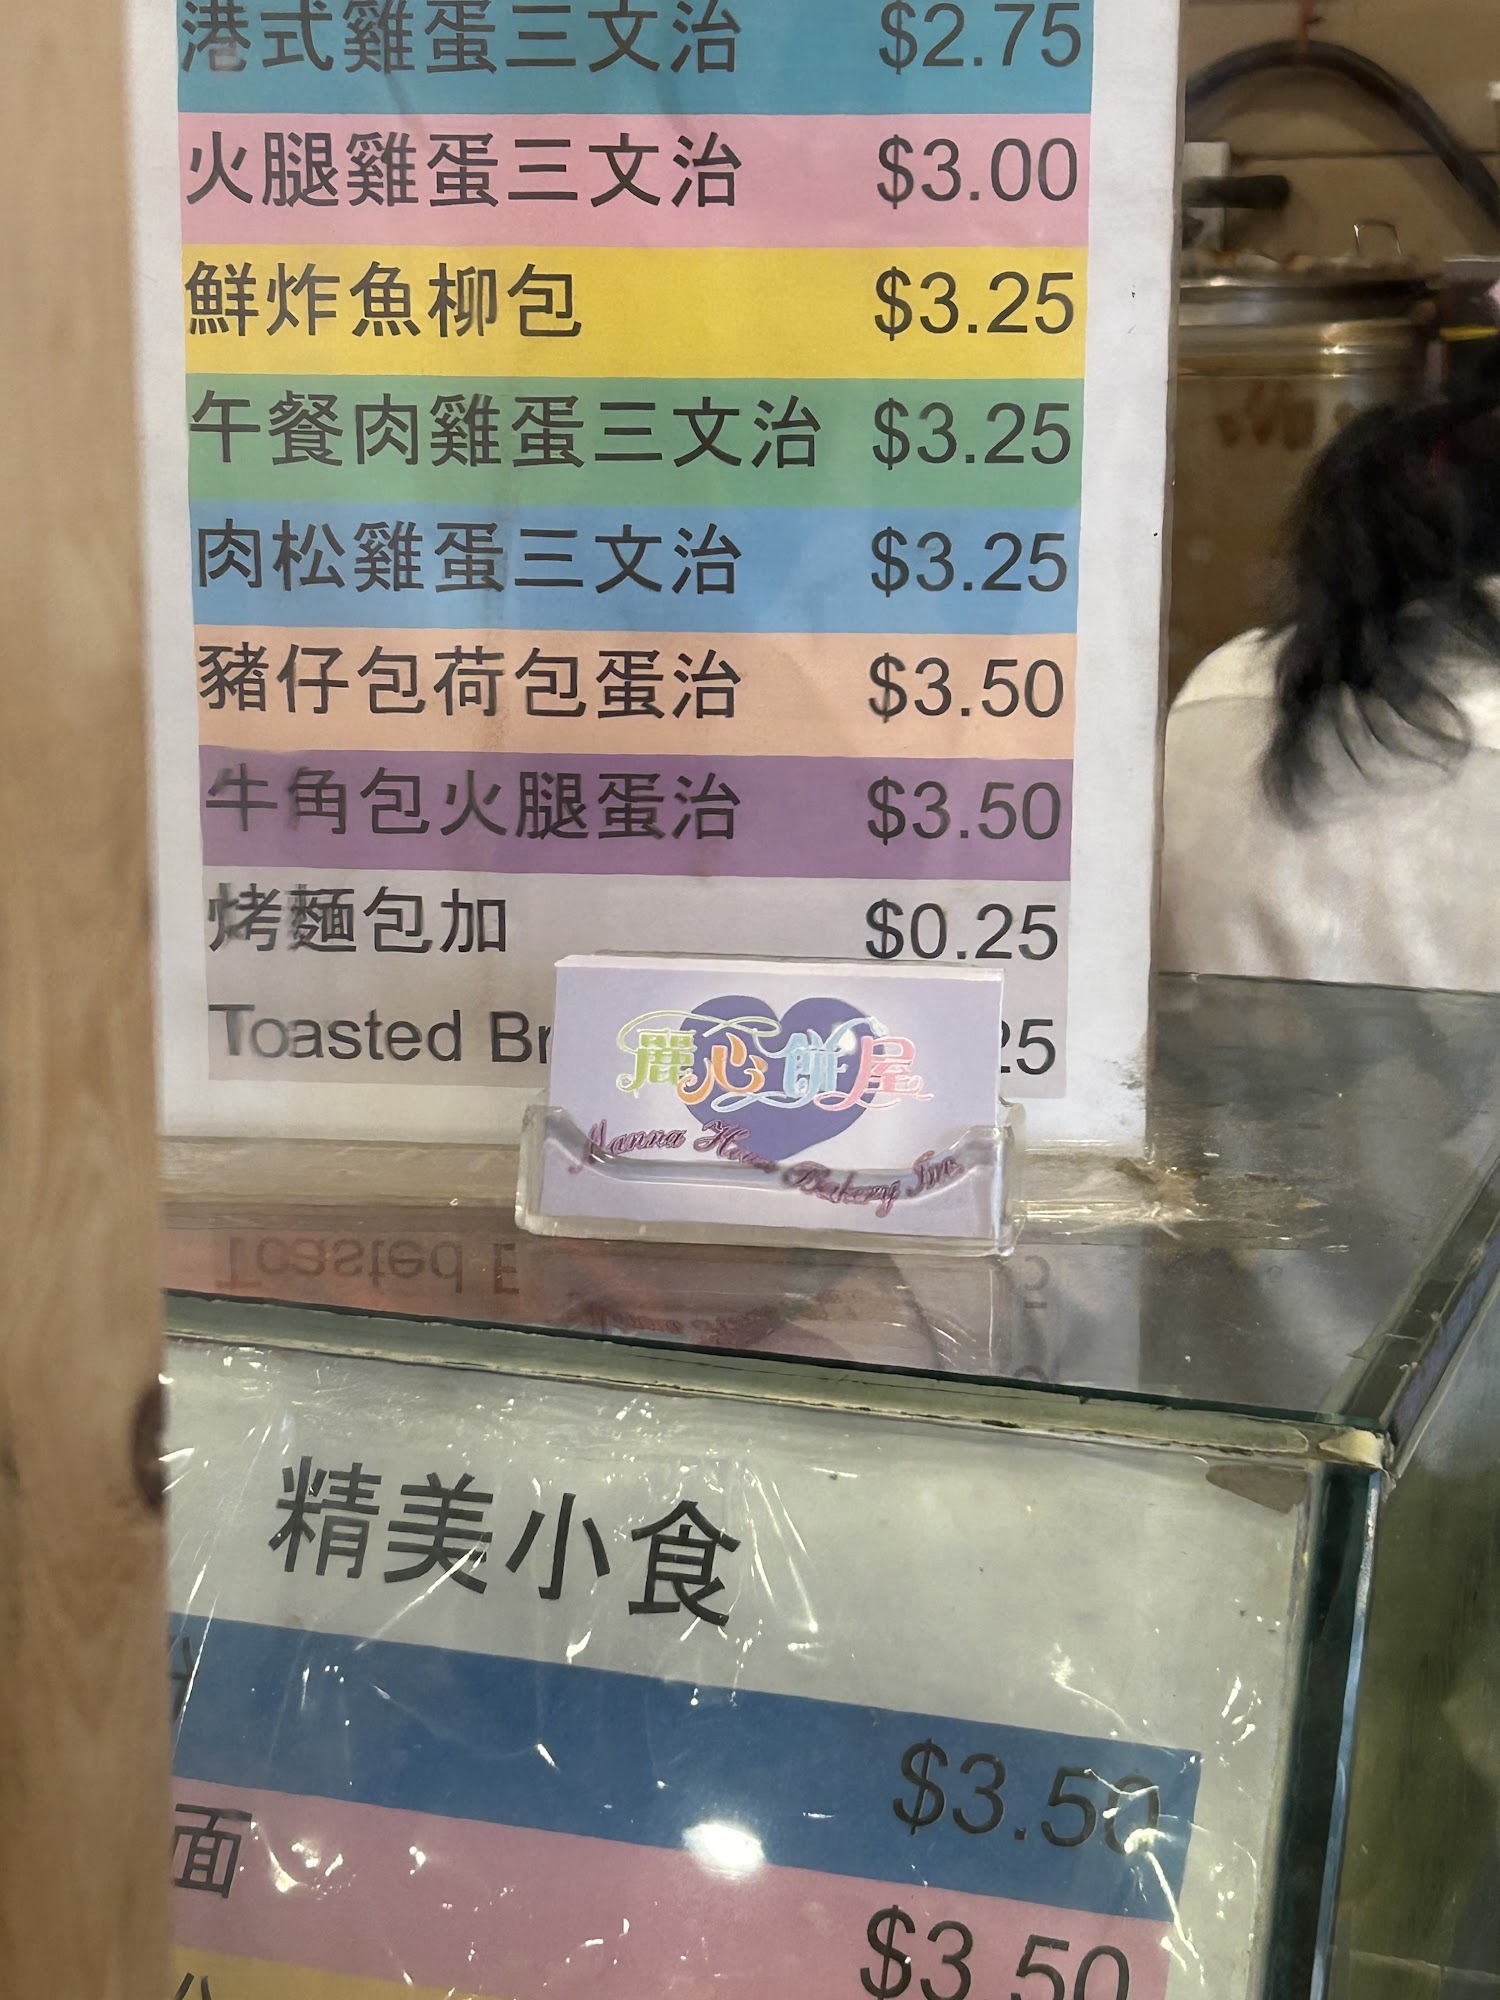 港式雞蛋三文治 $2.75
火腿雞蛋三文治 $3.00
鮮炸魚柳包 $3.25
午餐肉雞蛋三文治 $3.25
肉松雞蛋三文治 $3.25
豬仔包荷包蛋治 $3.50
牛角包火腿蛋治 $3.50
烤麵包加 $0.25
Toasted Br 25
麗心餅屋
Manna House Bakery Inc.
精美小食
$3.50
面 $3.50